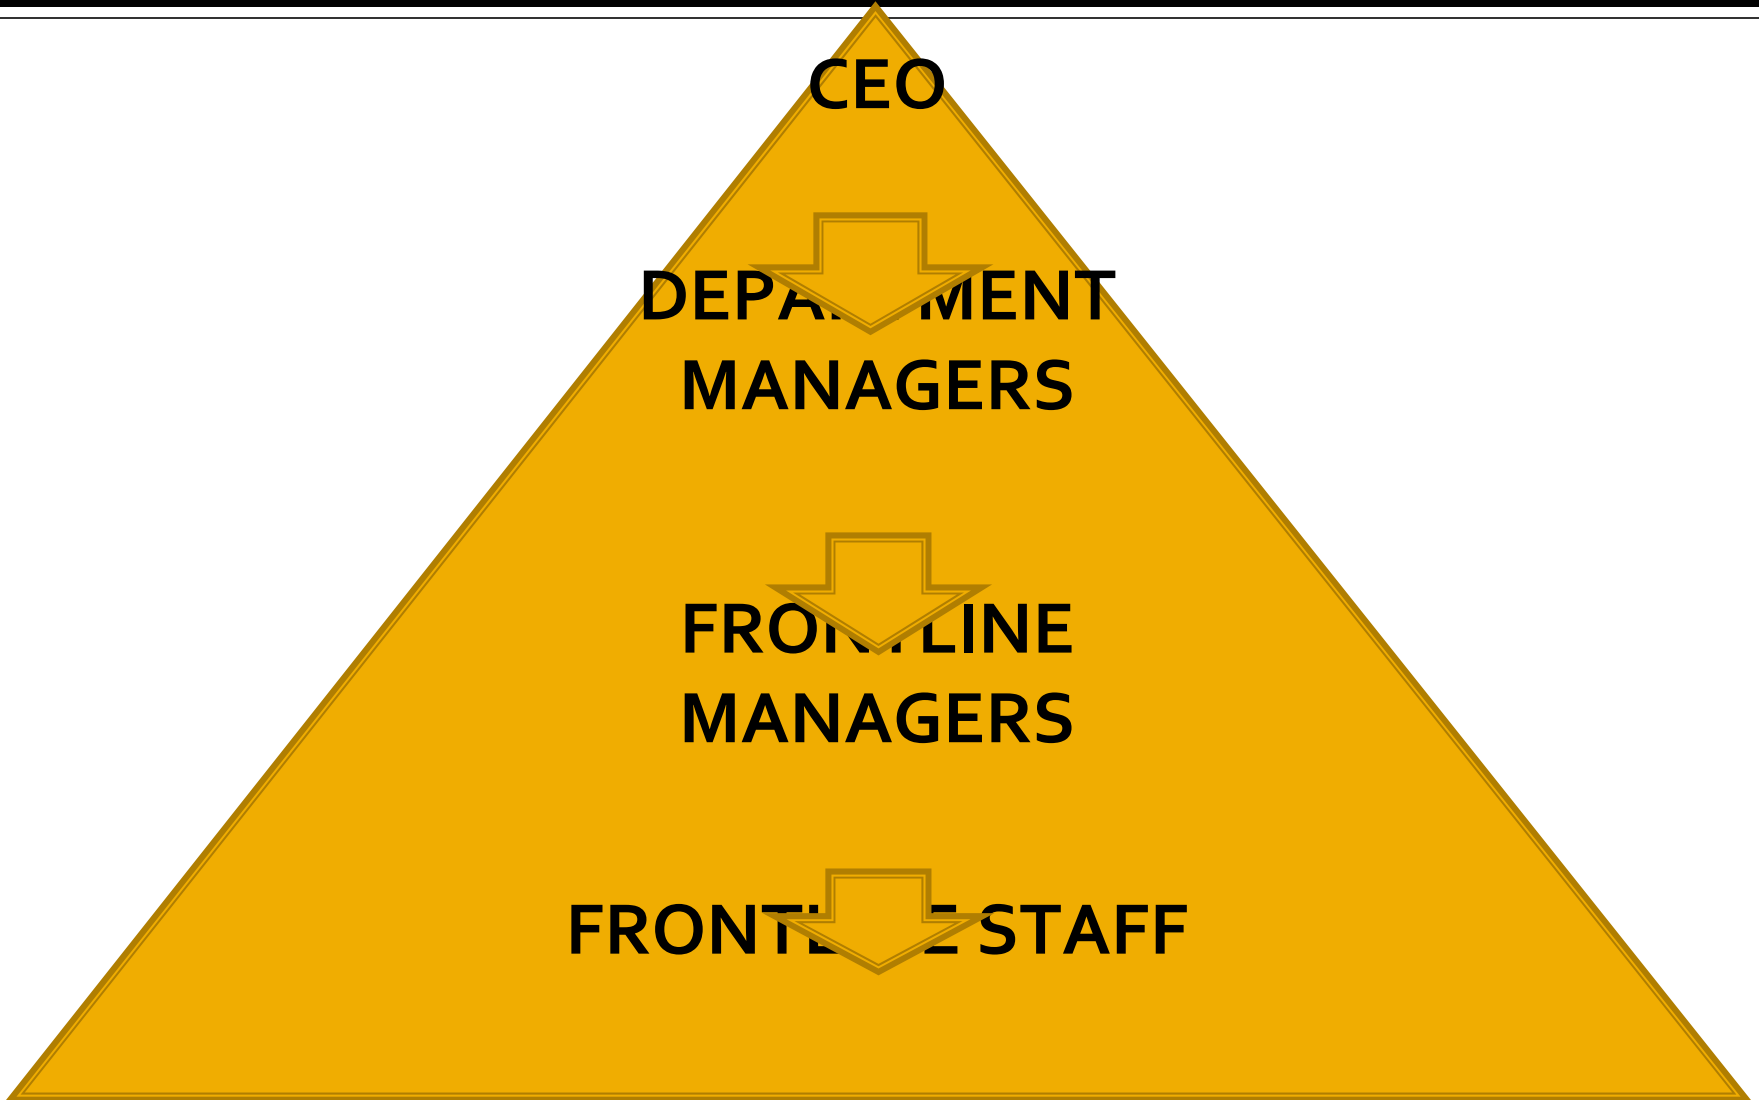 CEO
DEPARTMENT
MANAGERS
FRONTLINE
MANAGERS
FRONTLINE STAFF